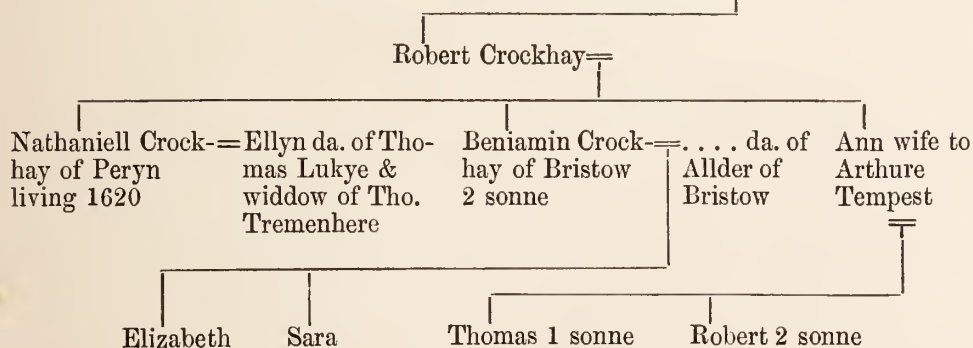 Robert Crockhay
Nathaniell Crock-
hay of Peryn
living 1620
Ellyn da. of Tho-
mas Lukye &
widdow of Tho.
Tremenhere
Beniamin Crock-
hay of Bristow
2 sonne
.... da. of
Allder of
Bristow
Ann wife to
Arthure
Tempest
Elizabeth
Sara
Thomas 1 sonne
Robert 2 sonne